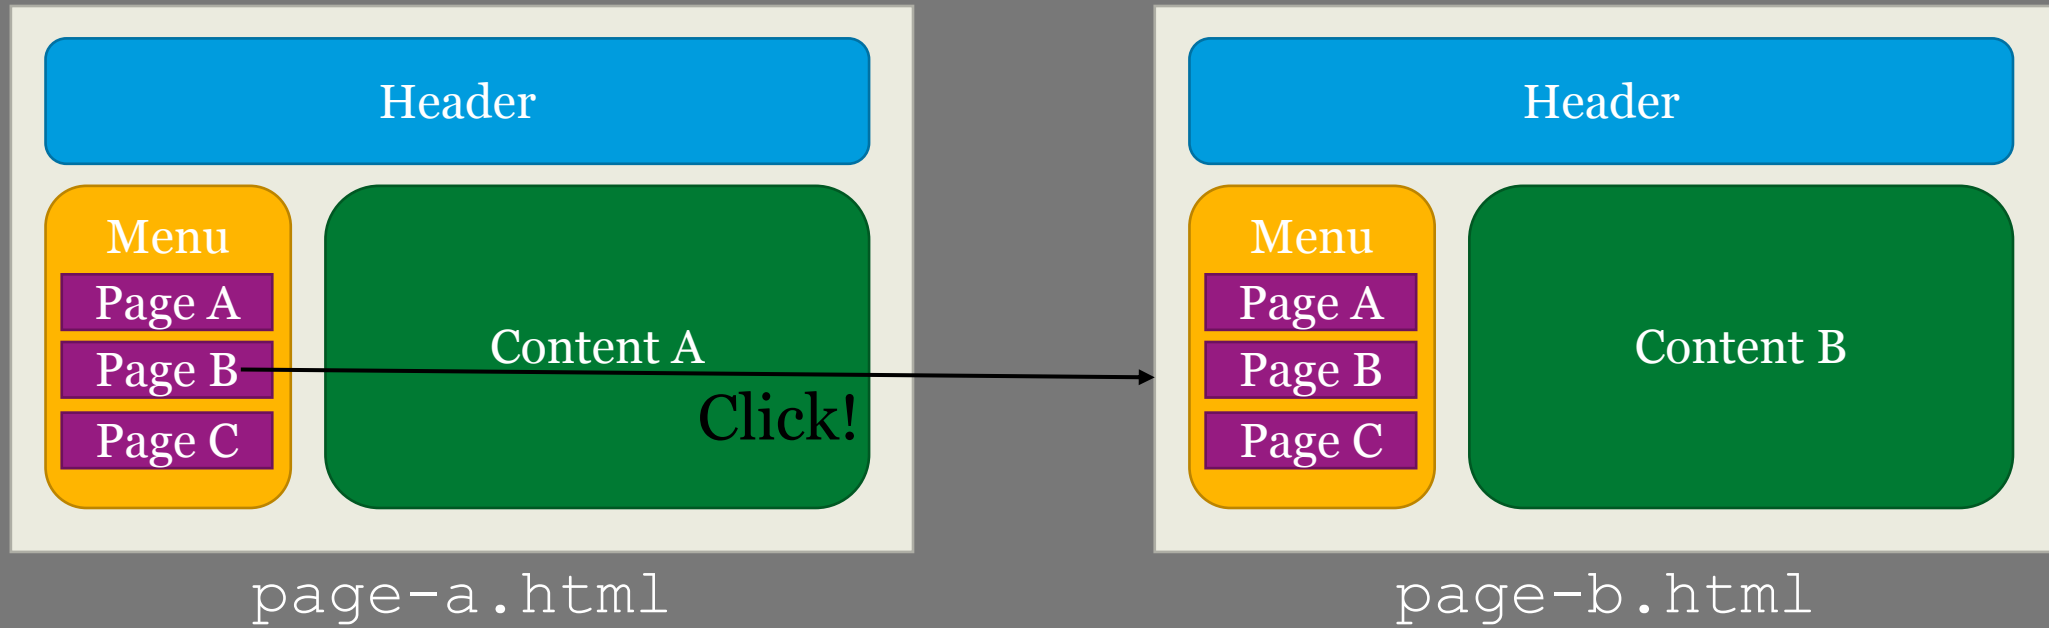 Header
Menu
Page A
Page B
Page C
Content A
Click!
page-a.html
Header
Menu
Page A
Page B
Page C
Content B
page-b.html